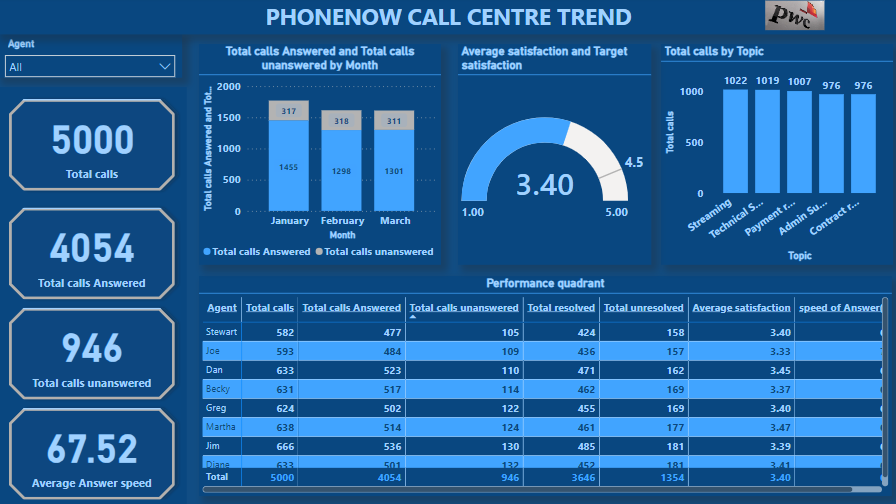 PHONENOW CALL CENTRE TREND
pwc
Agent
All
5000
Total calls
4054
Total calls Answered
946
Total calls unanswered
67.52
Average Answer speed
Total calls Answered and Total calls
unanswered by Month
Total calls Answered and Tot...
2000
1500
1000
500
0
317
318
311
1455
1298
1301
January February March
Month
Total calls Answered Total calls unanswered
Average satisfaction and Target
satisfaction
3.40
4.5
1.00 5.00
Total calls by Topic
Total calls
1000
500
0
1022 1019 1007 976 976
Streaming
Technical S...
Payment r...
Admin Su...
Contract r...
Topic
Performance quadrant
Agent Total calls Total calls Answered Total calls unanswered Total resolved Total unresolved Average satisfaction speed of Answer
Stewart 582 477 105 424 158 3.40
Joe 593 484 109 436 157 3.33
Dan 633 523 110 471 162 3.45
Becky 631 517 114 462 169 3.37
Greg 624 502 122 455 169 3.40
Martha 638 514 124 461 177 3.47
Jim 666 536 130 485 181 3.39
Diane 633 501 132 452 181 3.41
Total 5000 4054 946 3646 1354 3.40